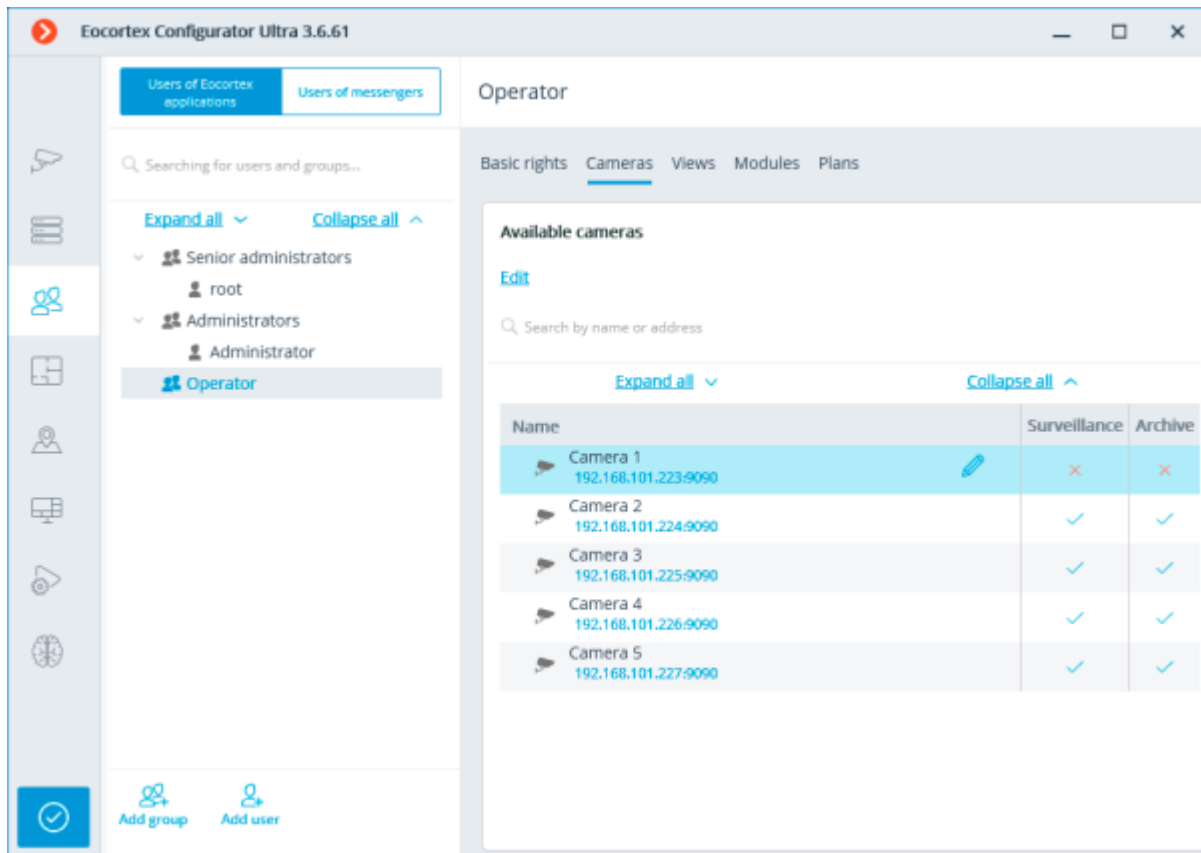 Eocortex Configurator Ultra 3.6.61
Users of Eocortex
applications
Users of messengers
Searching for users and groups...
Expand all
Collapse all
Senior administrators
root
Administrators
Administrator
Operator
Add group
Add user
Operator
Basic rights Cameras Views Modules Plans
Available cameras
Edit
Search by name or address
Expand all
Collapse all
Name Surveillance Archive
Camera 1
192.168.101.223:9090
Camera 2
192.168.101.224:9090
Camera 3
192.168.101.225:9090
Camera 4
192.168.101.226:9090
Camera 5
192.168.101.227:9090